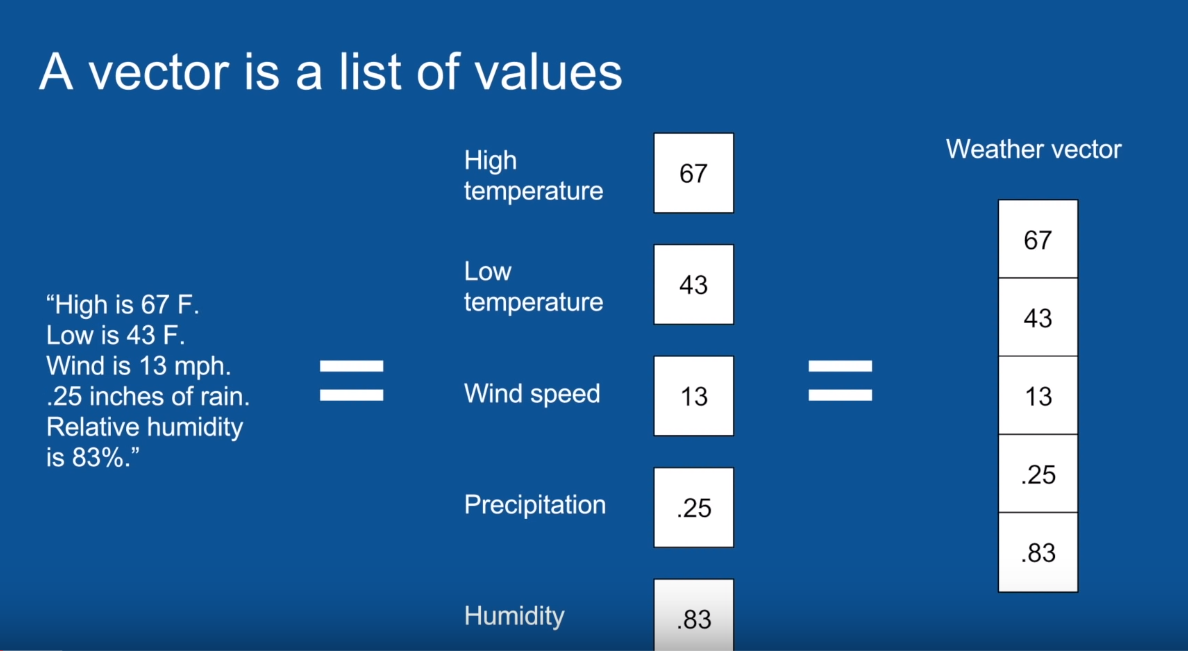 A vector is a list of values
“High is 67 F.
Low is 43 F.
Wind is 13 mph.
.25 inches of rain.
Relative humidity
is 83%.”
High
temperature
67
Low
temperature
43
Wind speed
13
Precipitation
.25
Humidity
.83
Weather vector
67
43
13
.25
.83